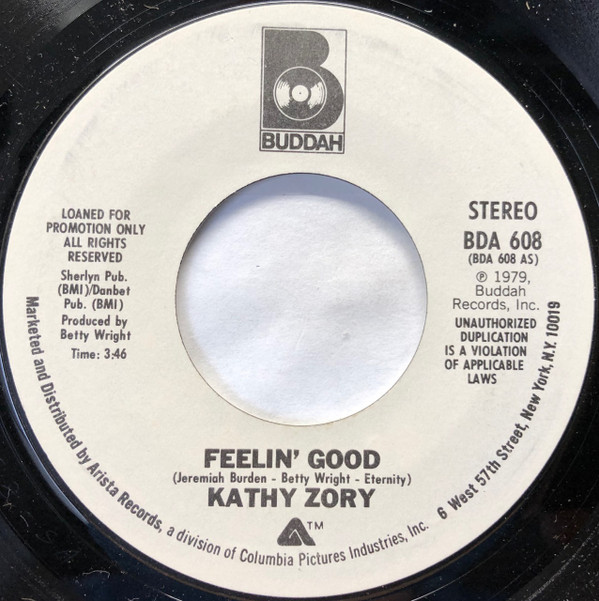 BUDDAH
LOANED FOR
PROMOTION ONLY
ALL RIGHTS
RESERVED
Sherlyn Pub.
(BMI)/Danbet
Pub. (BMI)
Produced by
Betty Wright
Time: 3:46
STEREO
BDA 608
(BDA 608 AS)
℗ 1979,
Buddah
Records, Inc.
UNAUTHORIZED
DUPLICATION
IS A VIOLATION
OF APPLICABLE
LAWS
FEELIN' GOOD
(Jeremiah Burden - Betty Wright - Eternity)
KATHY ZORY
TM
Marketed and Distributed by Arista Records, a division of Columbia Pictures Industries, Inc. 6 West 57th Street, New York, N.Y. 10019